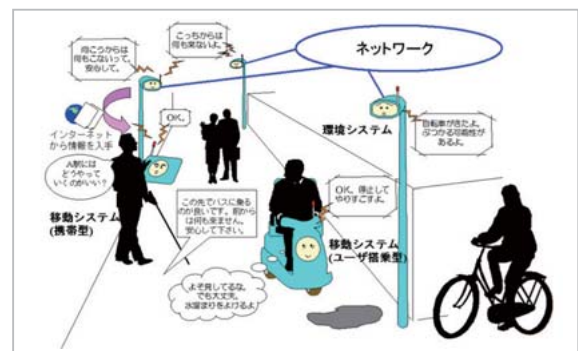 向こうからは
何もこないって、
安心して。
こっちからは
何も来ないよ。
ネットワーク
インターネット
から情報を入手
OK。
環境システム
自転車がきたよ。
ぶつかる可能性が
あるよ。
A駅には
どうやって
いくのがいい?
移動システム
(携帯型)
この先でバスに乗る
のが良いです。前から
は何も来ません。
安心して下さい。
OK、停止して
やりすごすよ。
移動システム
(ユーザ搭乗型)
よそ見してるな。
でも大丈夫。
水溜まりをよけるよ